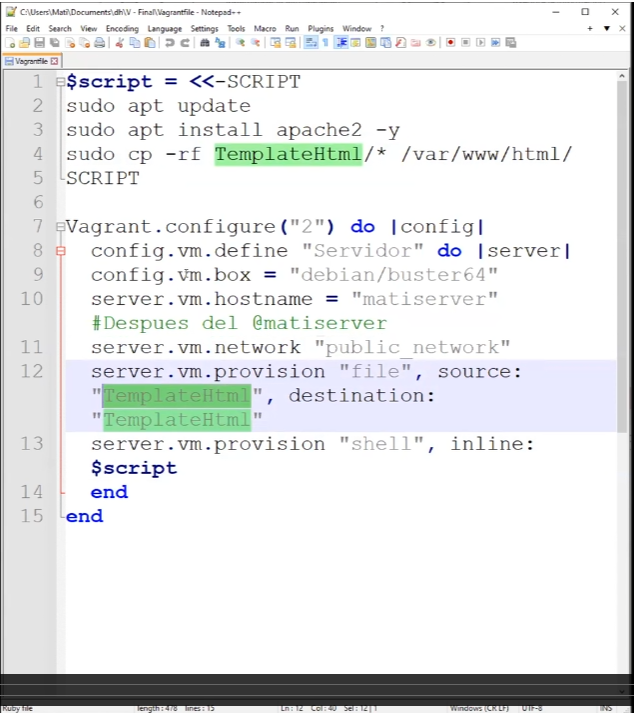 C:\Users\Mati\Documents\dh\V - Final\Vagrantfile - Notepad++
File Edit Search View Encoding Language Settings Tools Macro Run Plugins Window ?
Vagrantfile
1 $script = <<-SCRIPT
2 sudo apt update
3 sudo apt install apache2 -y
4 sudo cp -rf TemplateHtml/* /var/www/html/
5 SCRIPT
6
7 Vagrant.configure("2") do |config|
8 config.vm.define "Servidor" do |server|
9 config.vm.box = "debian/buster64"
10 server.vm.hostname = "matiserver"
#Despues del @matiserver
11 server.vm.network "public_network"
12 server.vm.provision "file", source:
"TemplateHtml", destination:
"TemplateHtml"
13 server.vm.provision "shell", inline:
$script
14 end
15 end
Ruby file length : 478 lines : 15 Ln : 12 Col : 40 Sel : 12 | 1 Windows (CR LF) UTF-8 INS